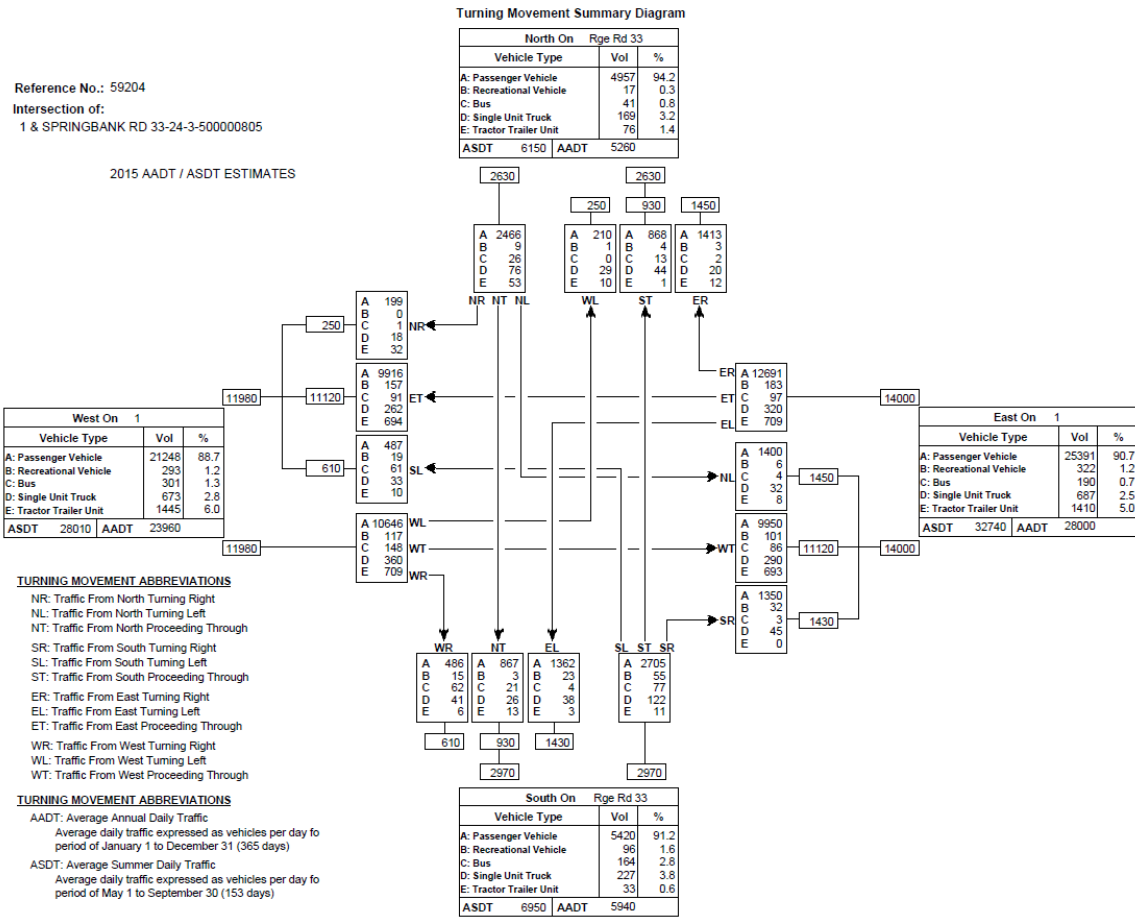 Turning Movement Summary Diagram
North On Rge Rd 33
Vehicle Type Vol %
A: Passenger Vehicle 4957 94.2
B: Recreational Vehicle 17 0.3
C: Bus 41 0.8
D: Single Unit Truck 169 3.2
E: Tractor Trailer Unit 76 1.4
ASDT 6150 AADT 5260
Reference No.: 59204
Intersection of:
1 & SPRINGBANK RD 33-24-3-500000805
2015 AADT / ASDT ESTIMATES
2630 2630
250 930 1450
A 2466
B 9
C 26
D 76
E 53
NR NT NL
A 210
B 1
C 0
D 29
E 10
WL
A 868
B 4
C 13
D 44
E 1
ST
A 1413
B 3
C 2
D 20
E 12
ER
250
A 199
B 0
C 1
D 18
E 32
NR
11980
11120
A 9916
B 157
C 91
D 262
E 694
ET
610
A 487
B 19
C 61
D 33
E 10
SL
11980
A 10646
B 117
C 148
D 360
E 709
WL
WT
WR
West On 1
Vehicle Type Vol %
A: Passenger Vehicle 21248 88.7
B: Recreational Vehicle 293 1.2
C: Bus 301 1.3
D: Single Unit Truck 673 2.8
E: Tractor Trailer Unit 1445 6.0
ASDT 28010 AADT 23960
ER
ET
EL
A 12691
B 183
C 97
D 320
E 709
14000
NL
A 1400
B 6
C 4
D 32
E 8
1450
WT
A 9950
B 101
C 86
D 290
E 693
11120
14000
SR
A 1350
B 32
C 3
D 45
E 0
1430
East On 1
Vehicle Type Vol %
A: Passenger Vehicle 25391 90.7
B: Recreational Vehicle 322 1.2
C: Bus 190 0.7
D: Single Unit Truck 687 2.5
E: Tractor Trailer Unit 1410 5.0
ASDT 32740 AADT 28000
WR
A 486
B 15
C 62
D 41
E 6
610
NT
A 867
B 3
C 21
D 26
E 13
930
2970
EL
A 1362
B 23
C 4
D 38
E 3
1430
SL ST SR
A 2705
B 55
C 77
D 122
E 11
2970
South On Rge Rd 33
Vehicle Type Vol %
A: Passenger Vehicle 5420 91.2
B: Recreational Vehicle 96 1.6
C: Bus 164 2.8
D: Single Unit Truck 227 3.8
E: Tractor Trailer Unit 33 0.6
ASDT 6950 AADT 5940
TURNING MOVEMENT ABBREVIATIONS
NR: Traffic From North Turning Right
NL: Traffic From North Turning Left
NT: Traffic From North Proceeding Through
SR: Traffic From South Turning Right
SL: Traffic From South Turning Left
ST: Traffic From South Proceeding Through
ER: Traffic From East Turning Right
EL: Traffic From East Turning Left
ET: Traffic From East Proceeding Through
WR: Traffic From West Turning Right
WL: Traffic From West Turning Left
WT: Traffic From West Proceeding Through
TURNING MOVEMENT ABBREVIATIONS
AADT: Average Annual Daily Traffic
Average daily traffic expressed as vehicles per day fo
period of January 1 to December 31 (365 days)
ASDT: Average Summer Daily Traffic
Average daily traffic expressed as vehicles per day fo
period of May 1 to September 30 (153 days)